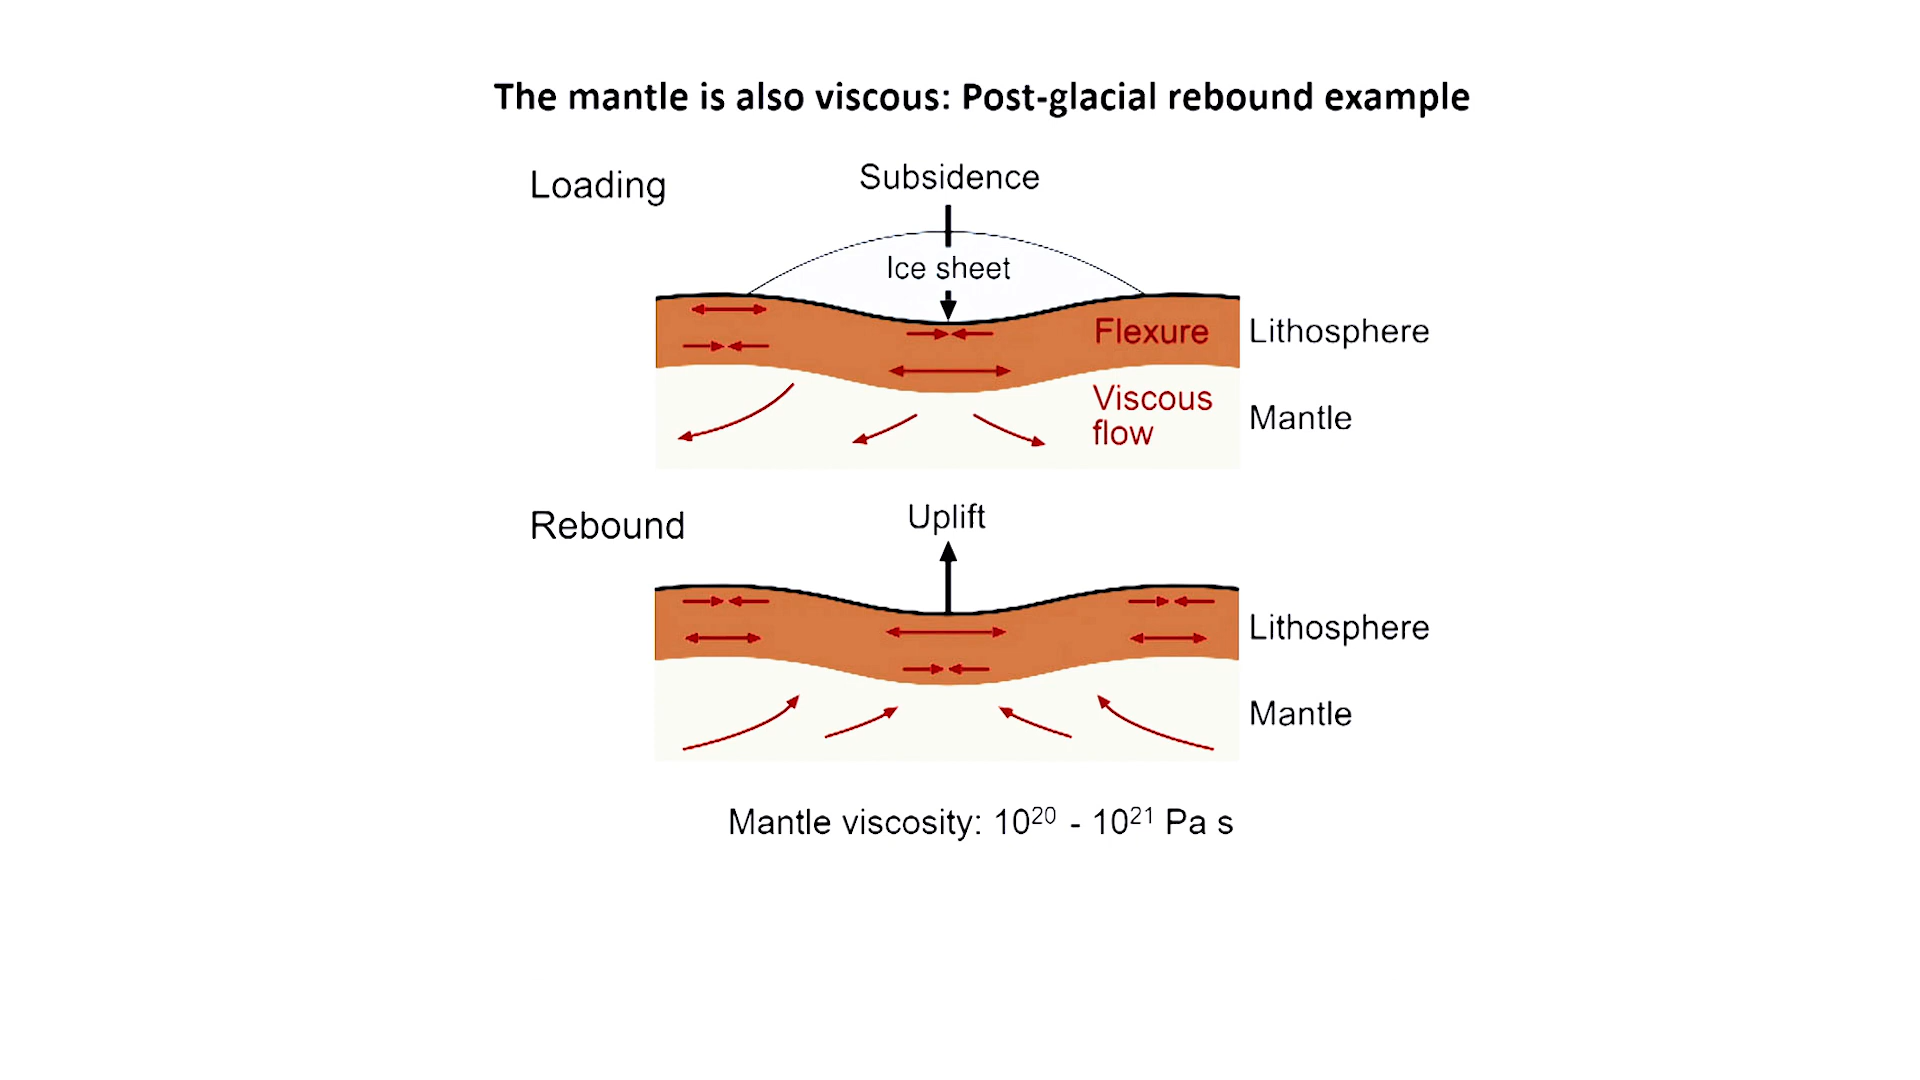 The mantle is also viscous: Post-glacial rebound example
Loading
Subsidence
Ice sheet
Flexure
Lithosphere
Viscous
flow
Mantle
Rebound
Uplift
Lithosphere
Mantle
Mantle viscosity: 10²⁰ - 10²¹ Pa s